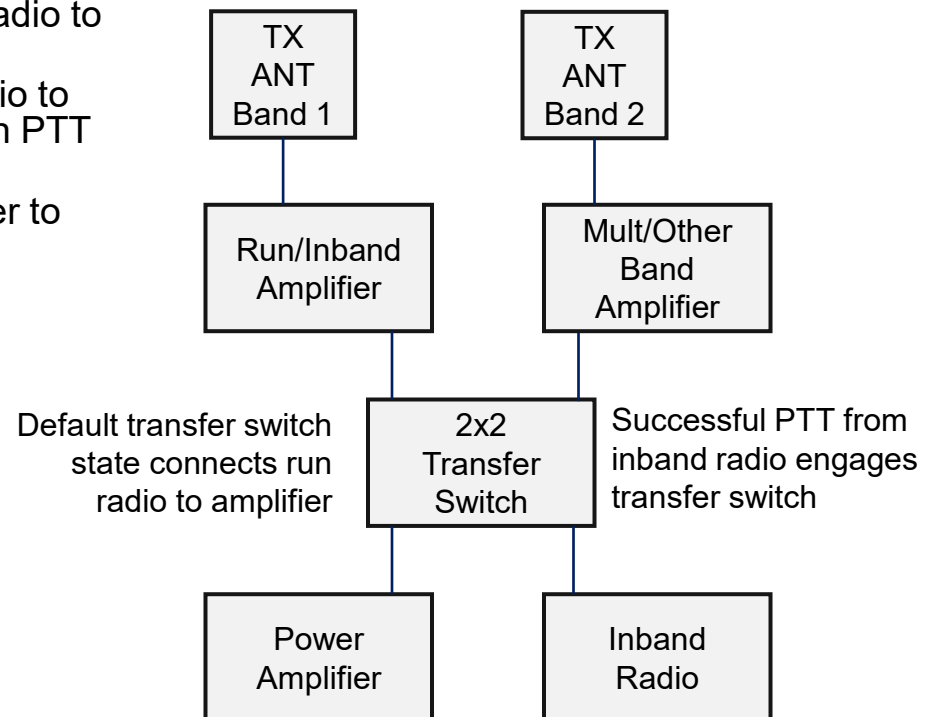 adio to
io to
n PTT
er to
TX
ANT
Band 1
TX
ANT
Band 2
Run/Inband
Amplifier
Mult/Other
Band
Amplifier
Default transfer switch
state connects run
radio to amplifier
2x2
Transfer
Switch
Successful PTT from
inband radio engages
transfer switch
Power
Amplifier
Inband
Radio